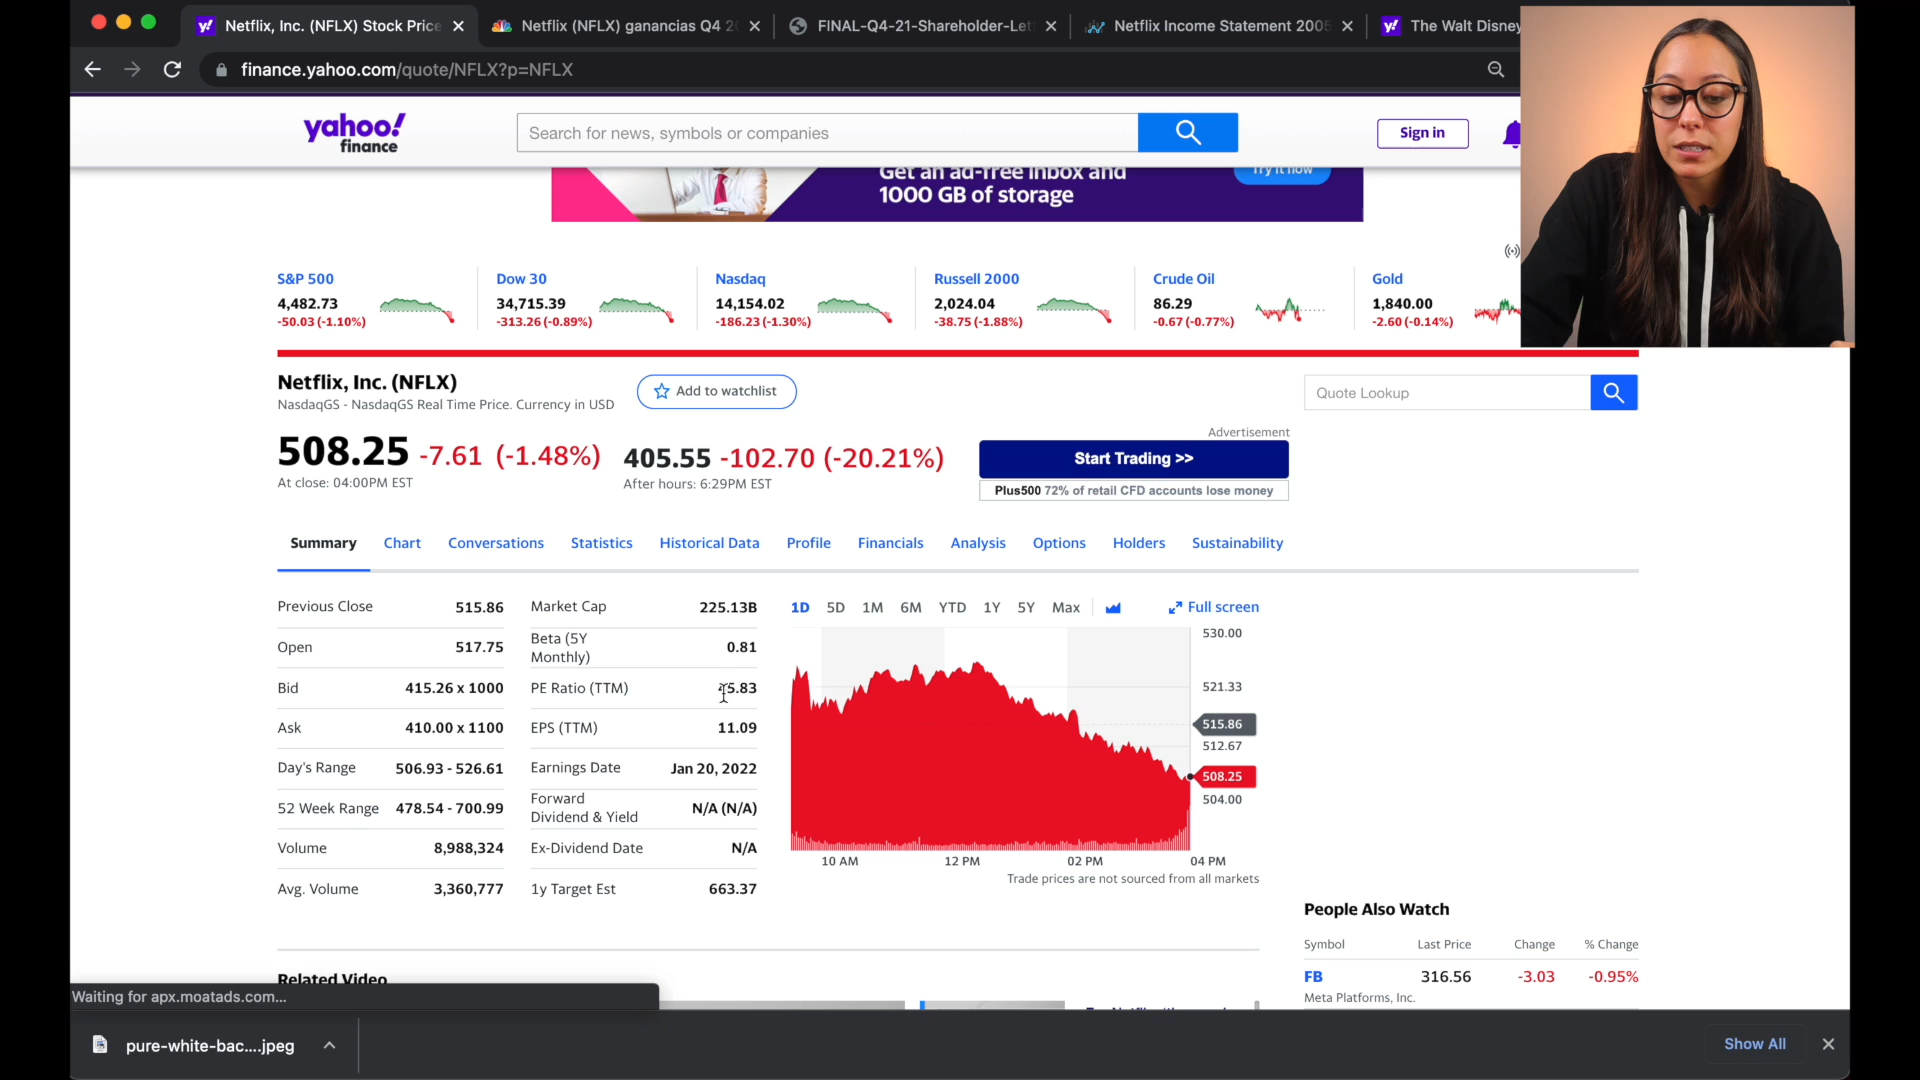 Netflix, Inc. (NFLX) Stock Price
Netflix (NFLX) ganancias Q4 2
FINAL-Q4-21-Shareholder-Let
Netflix Income Statement 2005
The Walt Disney
finance.yahoo.com/quote/NFLX?p=NFLX
yahoo!
finance
Search for news, symbols or companies
Sign in
Get an ad-free inbox and
1000 GB of storage
Try it now
S&P 500
4,482.73
-50.03 (-1.10%)
Dow 30
34,715.39
-313.26 (-0.89%)
Nasdaq
14,154.02
-186.23 (-1.30%)
Russell 2000
2,024.04
-38.75 (-1.88%)
Crude Oil
86.29
-0.67 (-0.77%)
Gold
1,840.00
-2.60 (-0.14%)
Netflix, Inc. (NFLX)
NasdaqGS - NasdaqGS Real Time Price. Currency in USD
Add to watchlist
Quote Lookup
508.25 -7.61 (-1.48%)
At close: 04:00PM EST
405.55 -102.70 (-20.21%)
After hours: 6:29PM EST
Advertisement
Start Trading >>
Plus500 72% of retail CFD accounts lose money
Summary Chart Conversations Statistics Historical Data Profile Financials Analysis Options Holders Sustainability
Previous Close 515.86
Open 517.75
Bid 415.26 x 1000
Ask 410.00 x 1100
Day's Range 506.93 - 526.61
52 Week Range 478.54 - 700.99
Volume 8,988,324
Avg. Volume 3,360,777
Market Cap 225.13B
Beta (5Y
Monthly) 0.81
PE Ratio (TTM) 5.83
EPS (TTM) 11.09
Earnings Date Jan 20, 2022
Forward
Dividend & Yield N/A (N/A)
Ex-Dividend Date N/A
1y Target Est 663.37
1D 5D 1M 6M YTD 1Y 5Y Max
Full screen
530.00
521.33
515.86
512.67
508.25
504.00
10 AM 12 PM 02 PM 04 PM
Trade prices are not sourced from all markets
People Also Watch
Symbol Last Price Change % Change
FB 316.56 -3.03 -0.95%
Meta Platforms, Inc.
Related Video
Waiting for apx.moatads.com...
pure-white-bac....jpeg
Show All